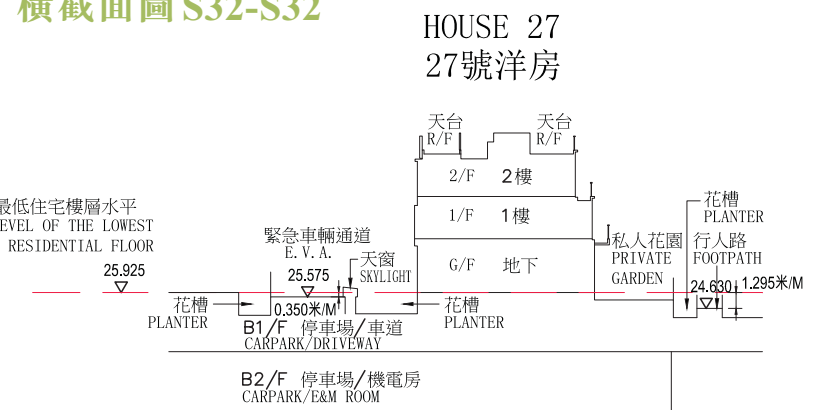 橫截面圖 S32-S32
HOUSE 27
27號洋房
天台
R/F
天台
R/F
2/F 2樓
1/F 1樓
G/F 地下
最低住宅樓層水平
LEVEL OF THE LOWEST
RESIDENTIAL FLOOR
25.925
緊急車輛通道
E.V.A.
25.575
天窗
SKYLIGHT
花槽
PLANTER
0.350米/M
花槽
PLANTER
私人花園
PRIVATE
GARDEN
行人路
FOOTPATH
花槽
PLANTER
24.630
1.295米/M
B1/F 停車場/車道
CARPARK/DRIVEWAY
B2/F 停車場/機電房
CARPARK/E&M ROOM